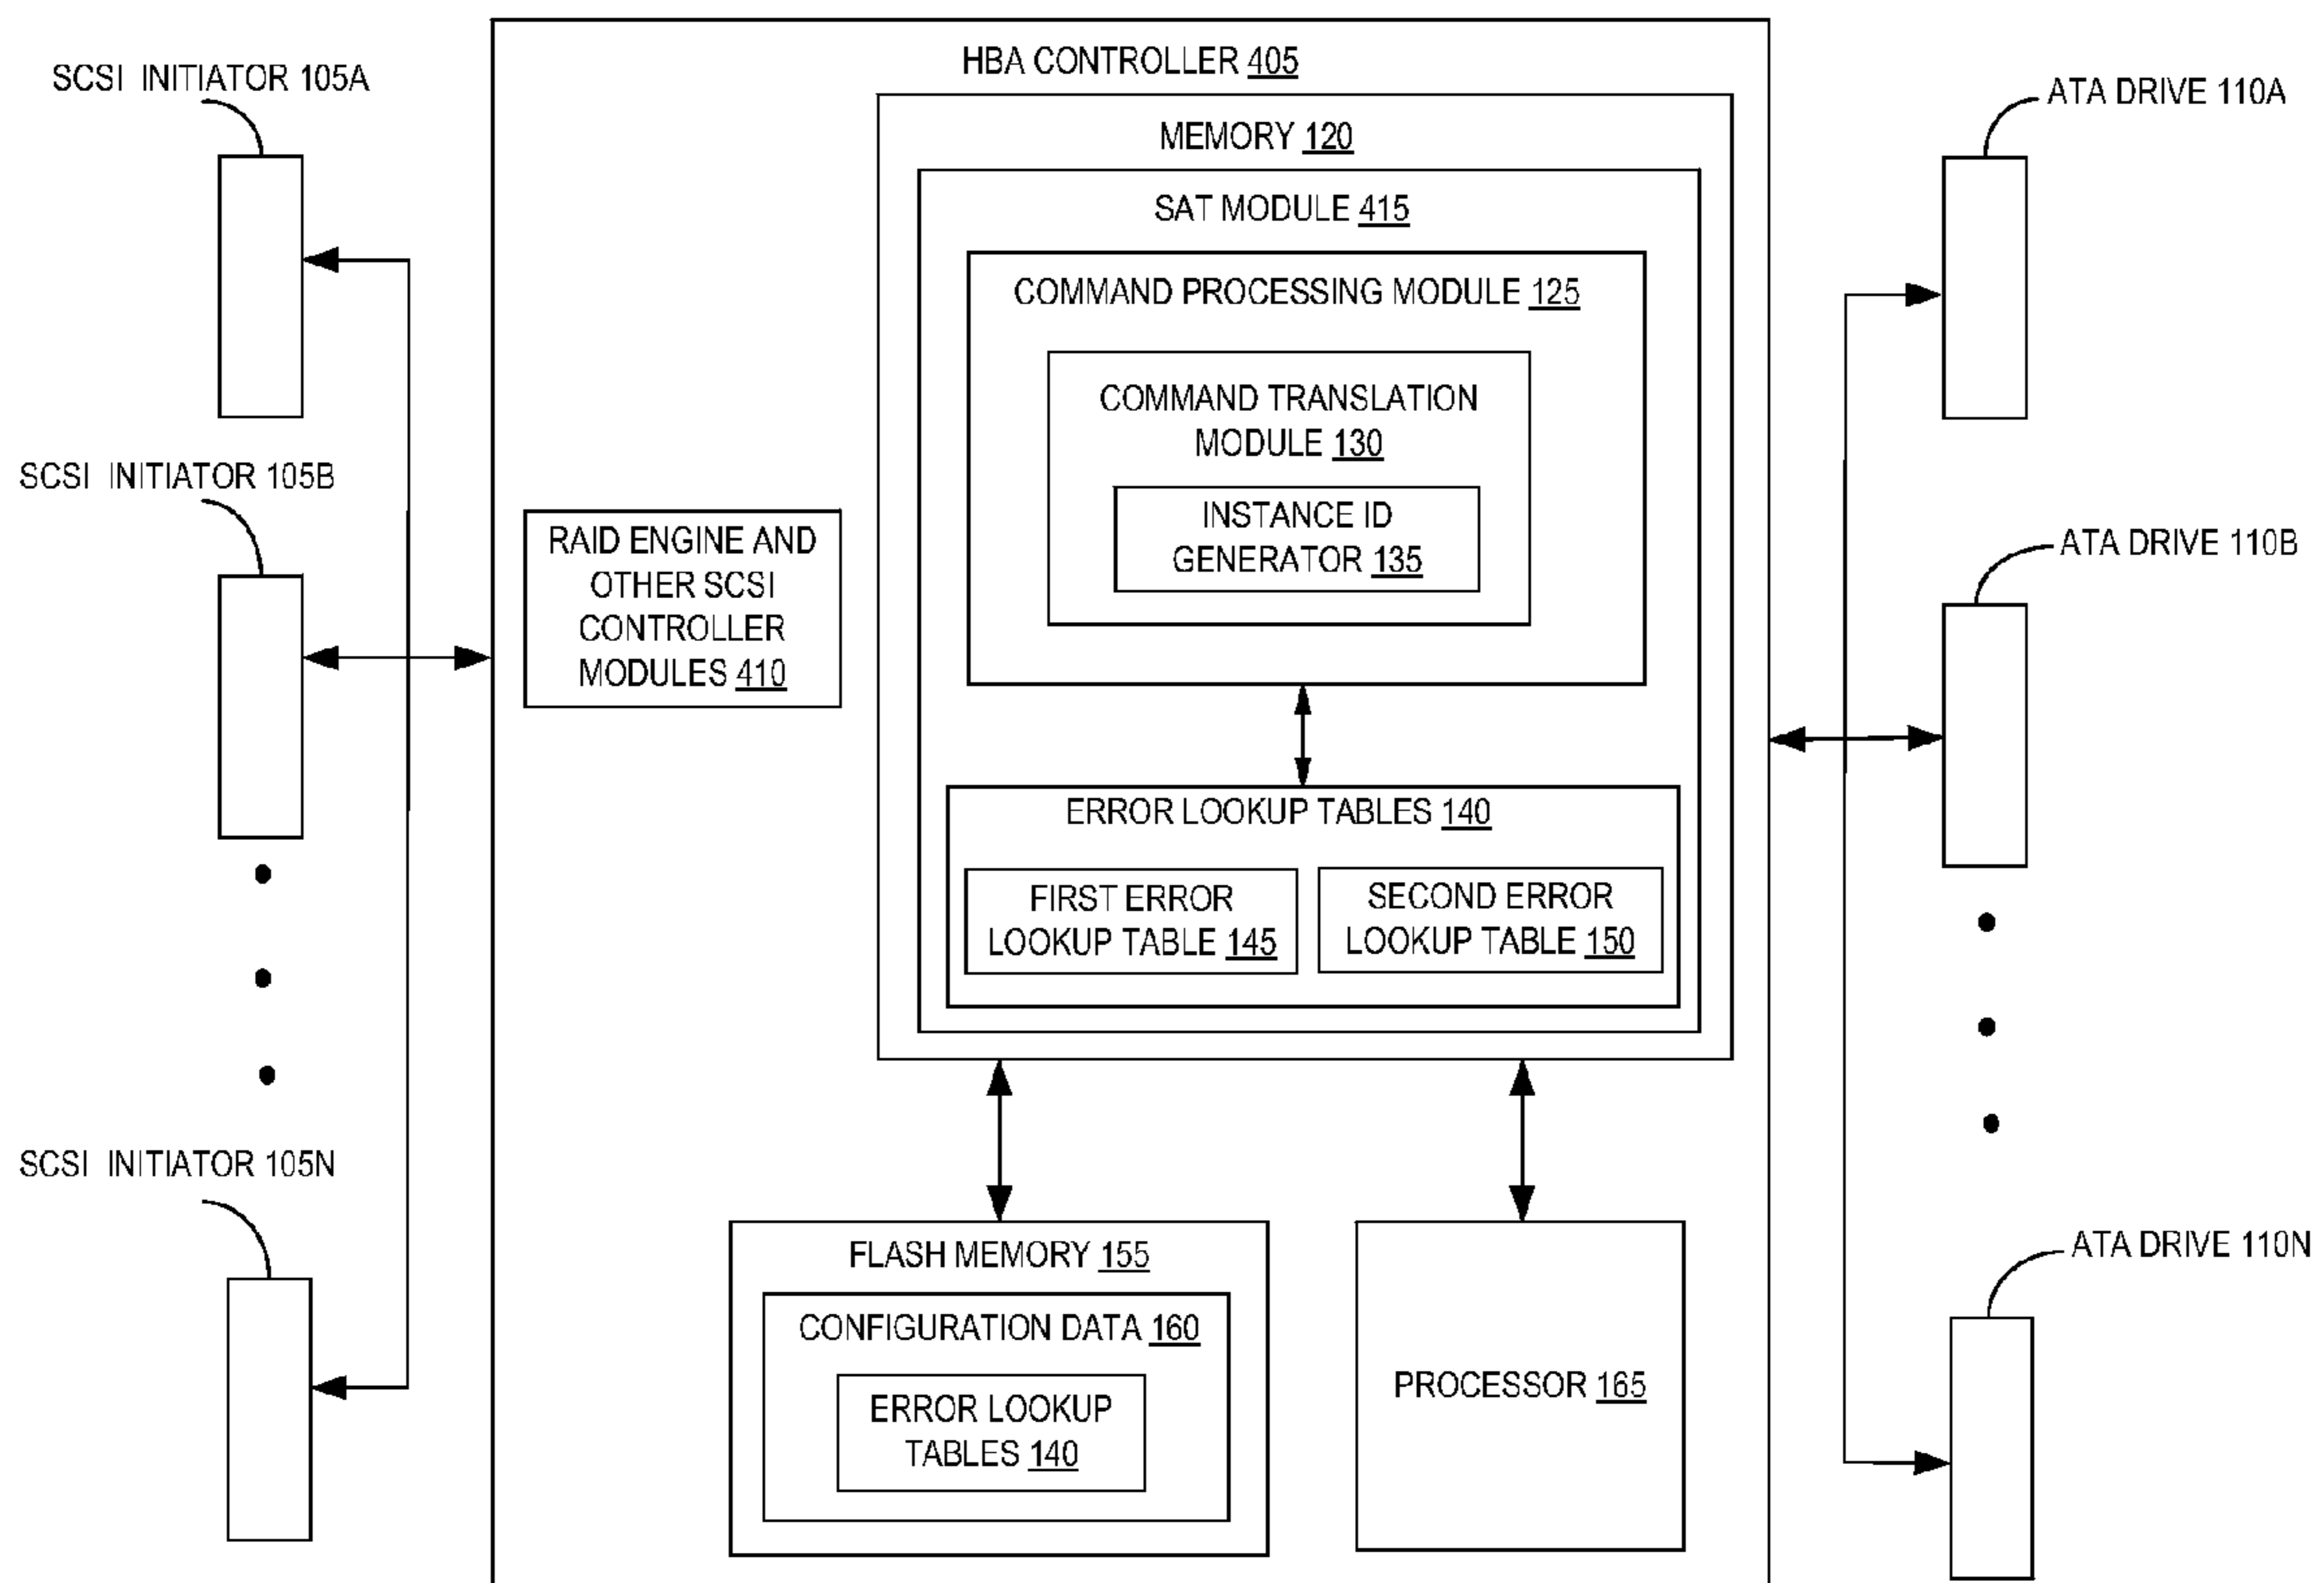 HBA CONTROLLER 405
SCSI INITIATOR 105A
ATA DRIVE 110A
MEMORY 120
SAT MODULE 415
COMMAND PROCESSING MODULE 125
COMMAND TRANSLATION
MODULE 130
SCSI INITIATOR 105B
INSTANCE ID
GENERATOR 135
RAID ENGINE AND
OTHER SCSI
CONTROLLER
MODULES 410
ATA DRIVE 110B
ERROR LOOKUP TABLES 140
FIRST ERROR
LOOKUP TABLE 145
SECOND ERROR
LOOKUP TABLE 150
SCSI INITIATOR 105N
FLASH MEMORY 155
CONFIGURATION DATA 160
ERROR LOOKUP
TABLES 140
PROCESSOR 165
ATA DRIVE 110N